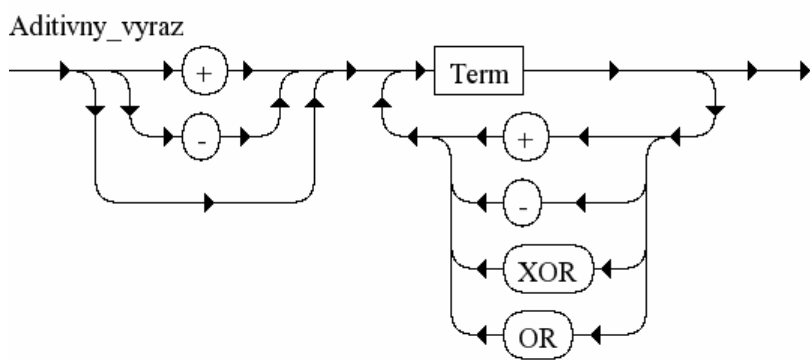 Aditivny_vyraz
+ Term
- +
-
XOR
OR